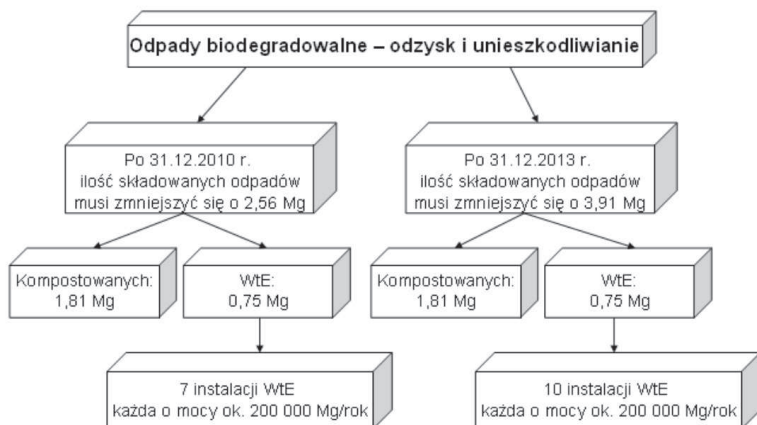 Odpady biodegradowalne – odzysk i unieszkodliwianie
Po 31.12.2010 r.
ilość składowanych odpadów
musi zmniejszyć się o 2,56 Mg
Po 31.12.2013 r.
ilość składowanych odpadów
musi zmniejszyć się o 3,91 Mg
Kompostowanych:
1,81 Mg
WtE:
0,75 Mg
Kompostowanych:
1,81 Mg
WtE:
0,75 Mg
7 instalacji WtE
każda o mocy ok. 200 000 Mg/rok
10 instalacji WtE
każda o mocy ok. 200 000 Mg/rok